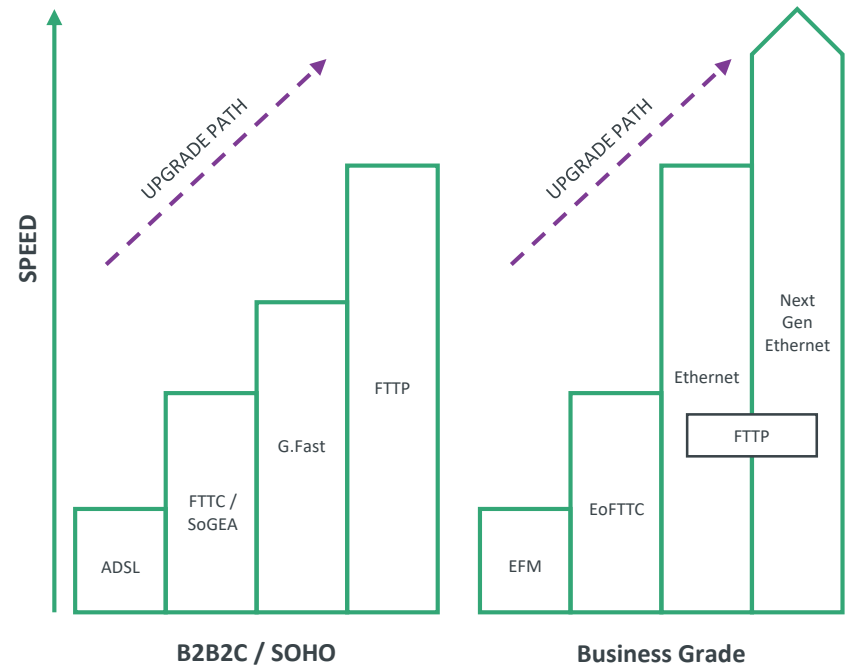 SPEED
UPGRADE PATH
ADSL
FTTC /
SoGEA
G.Fast
FTTP
B2B2C / SOHO
UPGRADE PATH
EFM
EoFTTC
Ethernet
Next
Gen
Ethernet
FTTP
Business Grade